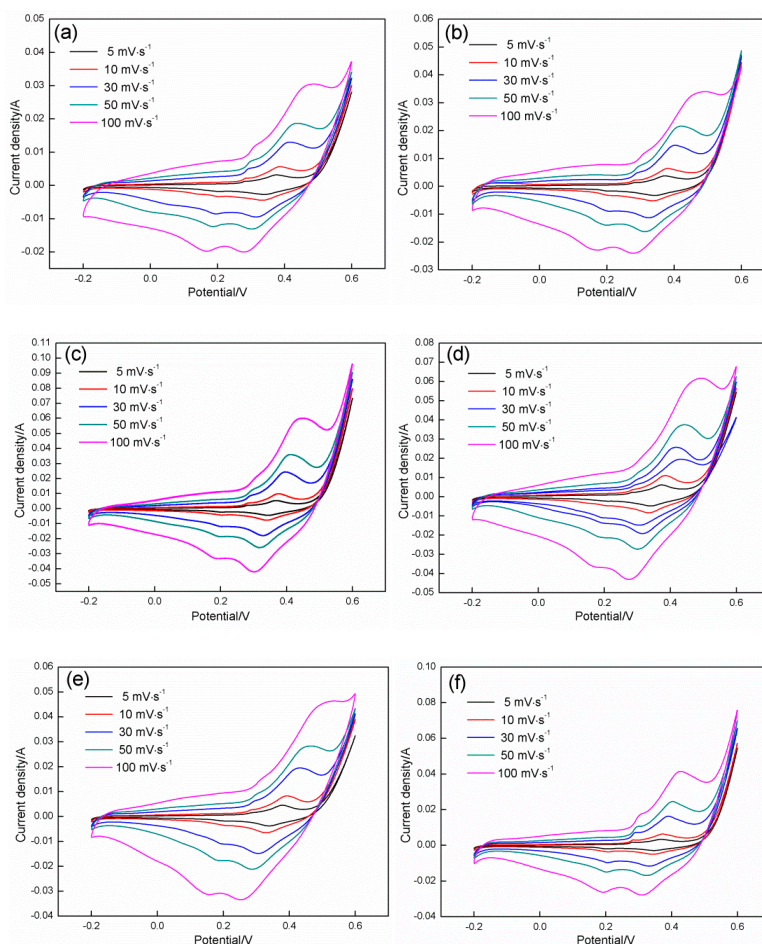 (a)
5 mV·s-1
10 mV·s-1
30 mV·s-1
50 mV·s-1
100 mV·s-1
Current density/A
0.05
0.04
0.03
0.02
0.01
0.00
-0.01
-0.02
-0.2 0.0 0.2 0.4 0.6
Potential/V
(b)
5 mV·s-1
10 mV·s-1
30 mV·s-1
50 mV·s-1
100 mV·s-1
Current density/A
0.06
0.05
0.04
0.03
0.02
0.01
0.00
-0.01
-0.02
-0.03
-0.2 0.0 0.2 0.4 0.6
Potential/V
(c)
5 mV·s-1
10 mV·s-1
30 mV·s-1
50 mV·s-1
100 mV·s-1
Current density/A
0.11
0.10
0.09
0.08
0.07
0.06
0.05
0.04
0.03
0.02
0.01
0.00
-0.01
-0.02
-0.03
-0.04
-0.05
-0.2 0.0 0.2 0.4 0.6
Potential/V
(d)
5 mV·s-1
10 mV·s-1
30 mV·s-1
50 mV·s-1
100 mV·s-1
Current density/A
0.08
0.07
0.06
0.05
0.04
0.03
0.02
0.01
0.00
-0.01
-0.02
-0.03
-0.04
-0.05
-0.2 0.0 0.2 0.4 0.6
Potential/V
(e)
5 mV·s-1
10 mV·s-1
30 mV·s-1
50 mV·s-1
100 mV·s-1
Current density/A
0.06
0.05
0.04
0.03
0.02
0.01
0.00
-0.01
-0.02
-0.03
-0.04
-0.2 0.0 0.2 0.4 0.6
Potential/V
(f)
5 mV·s-1
10 mV·s-1
30 mV·s-1
50 mV·s-1
100 mV·s-1
Current density/A
0.10
0.08
0.06
0.04
0.02
0.00
-0.02
-0.04
-0.2 0.0 0.2 0.4 0.6
Potential/V